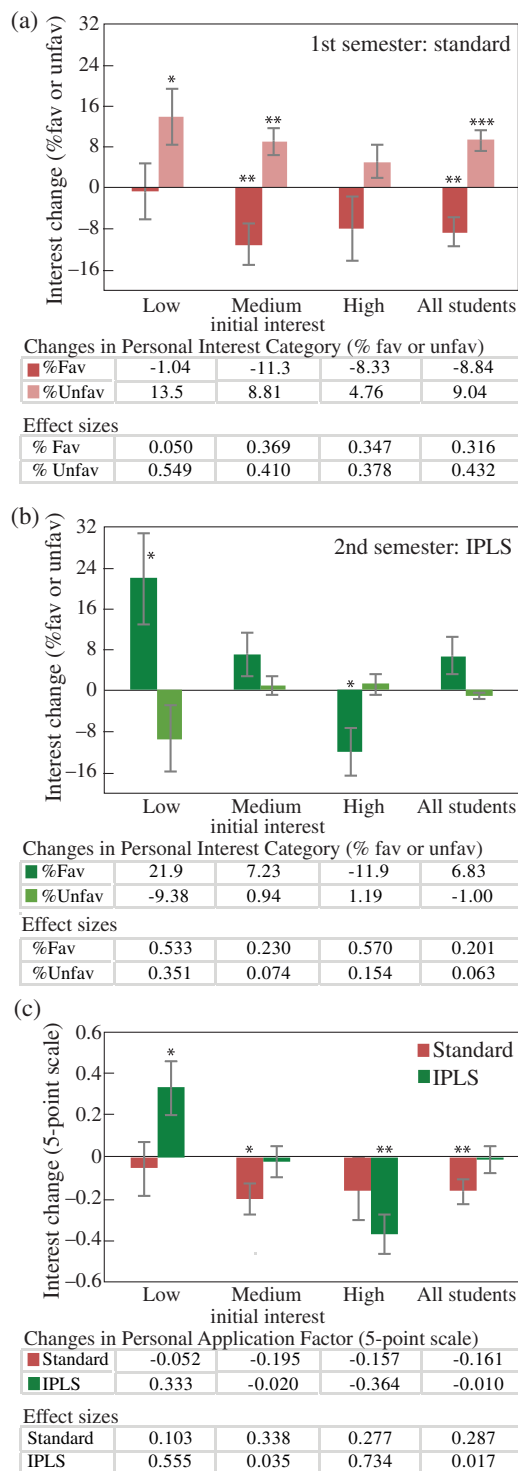 (a)
32
24
16
8
0
−8
−16
Interest change (%fav or unfav)
1st semester: standard
*
**
**
**
***
Low Medium High All students
initial interest
Changes in Personal Interest Category (% fav or unfav)
%Fav -1.04 -11.3 -8.33 -8.84
%Unfav 13.5 8.81 4.76 9.04
Effect sizes
% Fav 0.050 0.369 0.347 0.316
% Unfav 0.549 0.410 0.378 0.432
(b)
32
24
16
8
0
−8
−16
Interest change (%fav or unfav)
2nd semester: IPLS
*
*
Low Medium High All students
initial interest
Changes in Personal Interest Category (% fav or unfav)
%Fav 21.9 7.23 -11.9 6.83
%Unfav -9.38 0.94 1.19 -1.00
Effect sizes
%Fav 0.533 0.230 0.570 0.201
%Unfav 0.351 0.074 0.154 0.063
(c)
0.6
0.4
0.2
0
−0.2
−0.4
−0.6
Interest change (5-point scale)
Standard
IPLS
*
*
**
**
Low Medium High All students
initial interest
Changes in Personal Application Factor (5-point scale)
Standard -0.052 -0.195 -0.157 -0.161
IPLS 0.333 -0.020 -0.364 -0.010
Effect sizes
Standard 0.103 0.338 0.277 0.287
IPLS 0.555 0.035 0.734 0.017